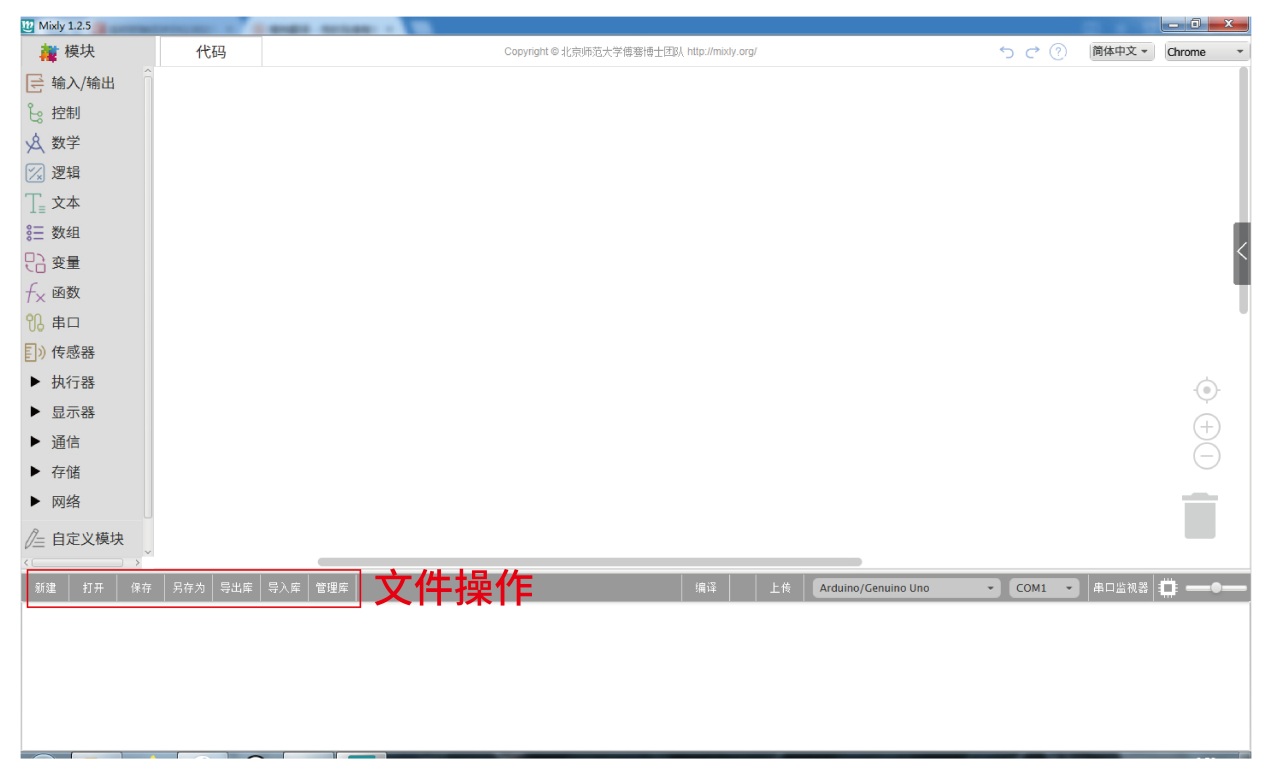 Mixly 1.2.5
模块 代码 Copyright © 北京师范大学傅骞博士团队 http://mixly.org/ 简体中文 Chrome
输入/输出
控制
数学
逻辑
文本
数组
变量
函数
串口
传感器
执行器
显示器
通信
存储
网络
自定义模块
新建 打开 保存 另存为 导出库 导入库 管理库 文件操作 编译 上传 Arduino/Genuino Uno COM1 串口监视器